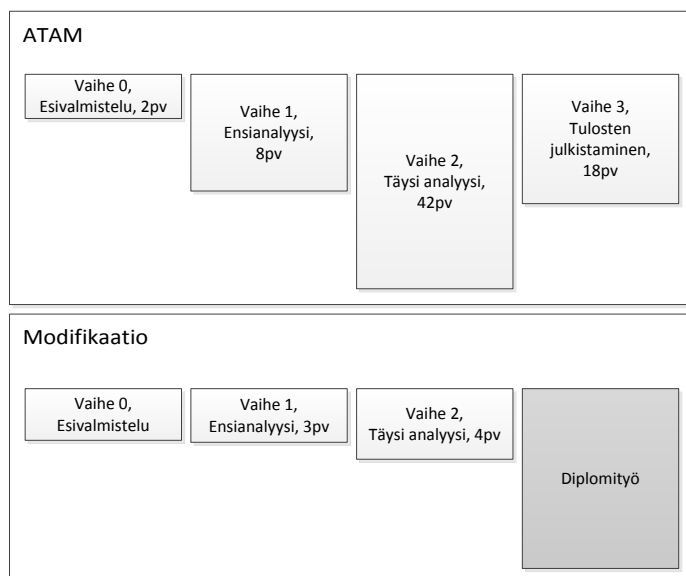 ATAM
Vaihe 0,
Esivalmistelu, 2pv
Vaihe 1,
Ensianalyysi,
8pv
Vaihe 2,
Täysi analyysi,
42pv
Vaihe 3,
Tulosten
julkistaminen,
18pv
Modifikaatio
Vaihe 0,
Esivalmistelu
Vaihe 1,
Ensianalyysi, 3pv
Vaihe 2,
Täysi analyysi, 4pv
Diplomityö